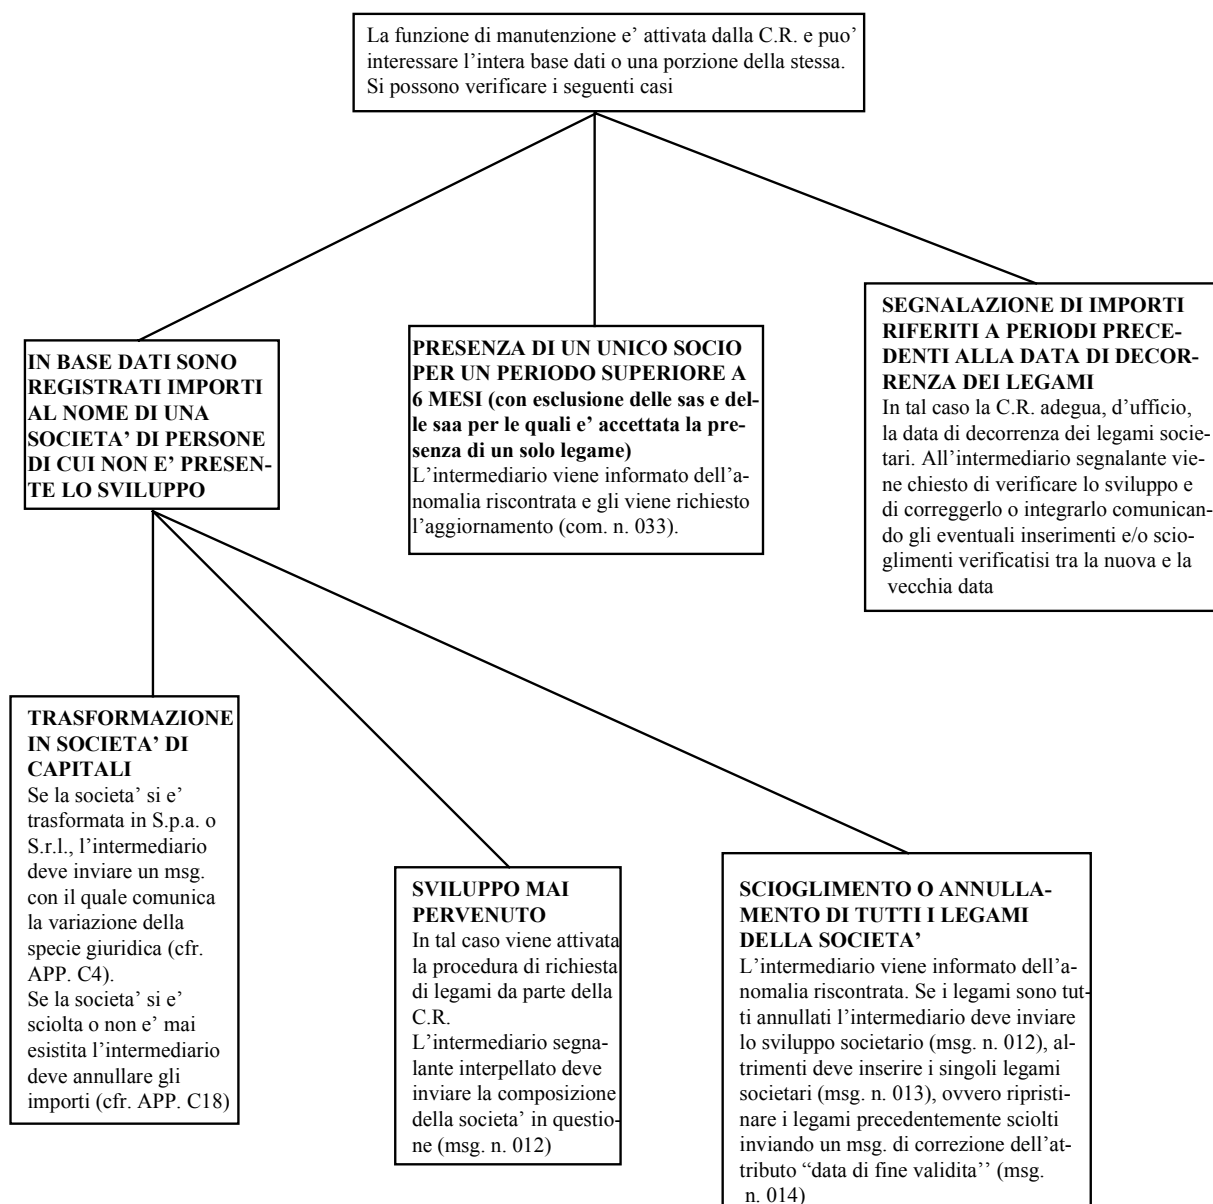 La funzione di manutenzione e’ attivata dalla C.R. e puo’
interessare l’intera base dati o una porzione della stessa.
Si possono verificare i seguenti casi
IN BASE DATI SONO
REGISTRATI IMPORTI
AL NOME DI UNA
SOCIETA’ DI PERSONE
DI CUI NON E’ PRESEN-
TE LO SVILUPPO
PRESENZA DI UN UNICO SOCIO
PER UN PERIODO SUPERIORE A
6 MESI (con esclusione delle sas e del-
le saa per le quali e’ accettata la pre-
senza di un solo legame)
L’intermediario viene informato dell’a-
nomalia riscontrata e gli viene richiesto
l’aggiornamento (com. n. 033).
SEGNALAZIONE DI IMPORTI
RIFERITI A PERIODI PRECE-
DENTI ALLA DATA DI DECOR-
RENZA DEI LEGAMI
In tal caso la C.R. adegua, d’ufficio,
la data di decorrenza dei legami socie-
tari. All’intermediario segnalante vie-
ne chiesto di verificare lo sviluppo e
di correggerlo o integrarlo comunican-
do gli eventuali inserimenti e/o scio-
glimenti verificatisi tra la nuova e la
vecchia data
TRASFORMAZIONE
IN SOCIETA’ DI
CAPITALI
Se la societa’ si e’
trasformata in S.p.a. o
S.r.l., l’intermediario
deve inviare un msg.
con il quale comunica
la variazione della
specie giuridica (cfr.
APP. C4).
Se la societa’ si e’
sciolta o non e’ mai
esistita l’intermediario
deve annullare gli
importi (cfr. APP. C18)
SVILUPPO MAI
PERVENUTO
In tal caso viene attivata
la procedura di richiesta
di legami da parte della
C.R.
L’intermediario segna-
lante interpellato deve
inviare la composizione
della societa’ in questio-
ne (msg. n. 012)
SCIOGLIMENTO O ANNULLA-
MENTO DI TUTTI I LEGAMI
DELLA SOCIETA’
L’intermediario viene informato dell’a-
nomalia riscontrata. Se i legami sono tut-
ti annullati l’intermediario deve inviare
lo sviluppo societario (msg. n. 012), al-
trimenti deve inserire i singoli legami
societari (msg. n. 013), ovvero ripristi-
nare i legami precedentemente sciolti
inviando un msg. di correzione dell’at-
tributo “data di fine validita’’ (msg.
n. 014)